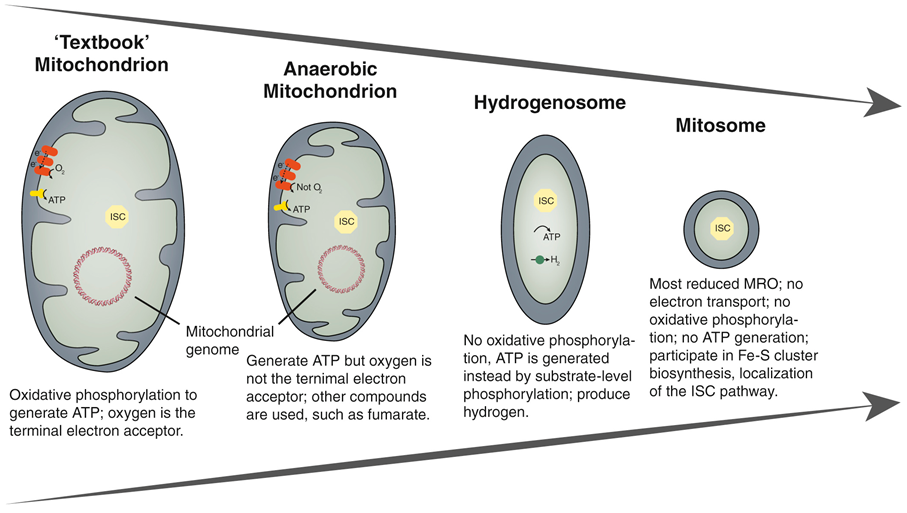 ‘Textbook’
Mitochondrion
e-
e-
O2
ATP
ISC
Anaerobic
Mitochondrion
e-
e-
Not O2
ATP
ISC
Hydrogenosome
ISC
ATP
H2
Mitosome
ISC
Mitochondrial
genome
Oxidative phosphorylation to
generate ATP; oxygen is the
terminal electron acceptor.
Generate ATP but oxygen is
not the ternimal electron
acceptor; other compounds
are used, such as fumarate.
No oxidative phosphoryla-
tion, ATP is generated
instead by substrate-level
phosphorylation; produce
hydrogen.
Most reduced MRO; no
electron transport; no
oxidative phosphoryla-
tion; no ATP generation;
participate in Fe-S cluster
biosynthesis, localization
of the ISC pathway.